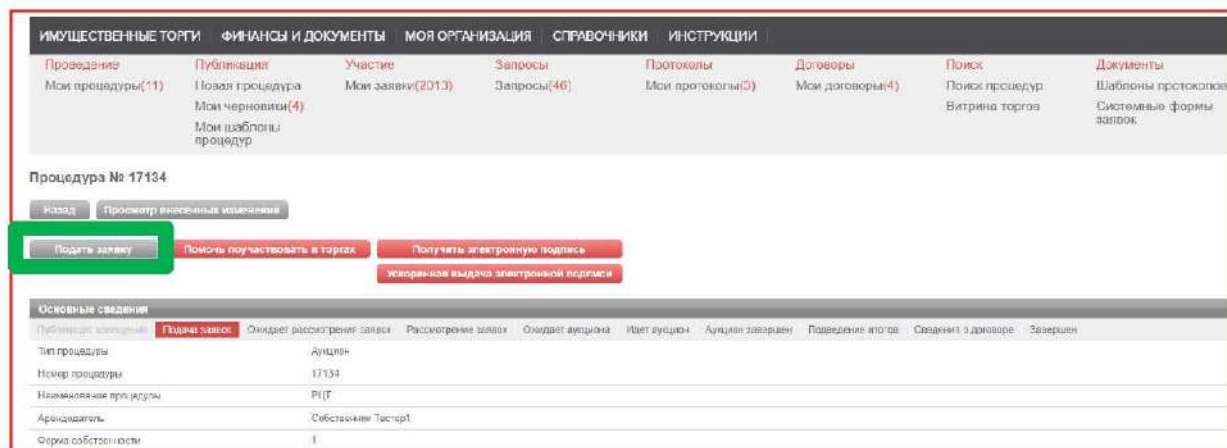 ИМУЩЕСТВЕННЫЕ ТОРГИ ФИНАНСЫ И ДОКУМЕНТЫ МОЯ ОРГАНИЗАЦИЯ СПРАВОЧНИКИ ИНСТРУКЦИИ
Проведение Публикация Участие Запросы Протоколы Договоры Поиск Документы
Мои процедуры(11) Новая процедура Мои заявки(2013) Запросы(46) Мои протоколы(3) Мои договоры(4) Поиск процедур Шаблоны протоколов
Мои черновики(4) Витрина торгов Системные формы заявок
Мои шаблоны процедур
Процедура № 17134
Назад Просмотр внесенных изменений
Подать заявку Помочь поучаствовать в торгах Получить электронную подпись
Ускоренная выдача электронной подписи
Основные сведения
Публикация извещения Подача заявок Ожидает рассмотрения заявок Рассмотрение заявок Ожидает аукциона Идет аукцион Аукцион завершен Подведение итогов Сведения о договоре Завершен
Тип процедуры Аукцион
Номер процедуры 17134
Наименование процедуры РЦТ
Арендодатель Собственник Тестер1
Форма собственности 1